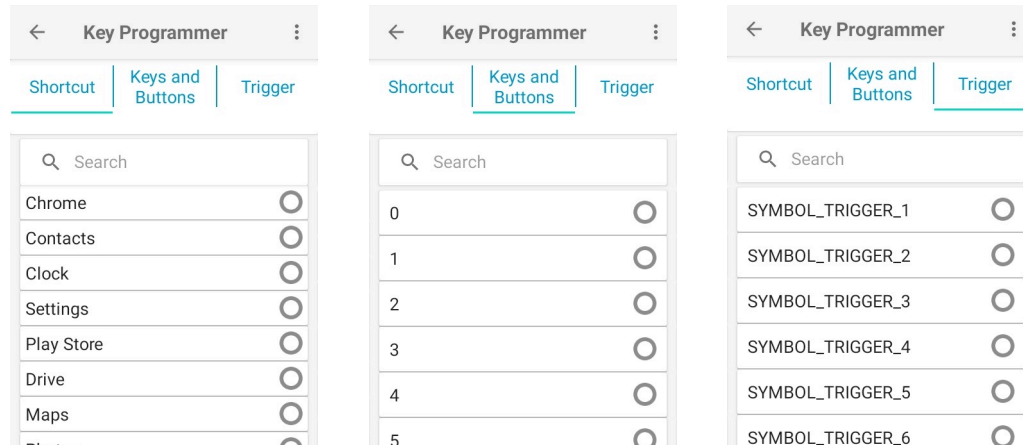 Key Programmer
Shortcut
Keys and
Buttons
Trigger
Search
Chrome
Contacts
Clock
Settings
Play Store
Drive
Maps
Key Programmer
Shortcut
Keys and
Buttons
Trigger
Search
0
1
2
3
4
5
Key Programmer
Shortcut
Keys and
Buttons
Trigger
Search
SYMBOL_TRIGGER_1
SYMBOL_TRIGGER_2
SYMBOL_TRIGGER_3
SYMBOL_TRIGGER_4
SYMBOL_TRIGGER_5
SYMBOL_TRIGGER_6